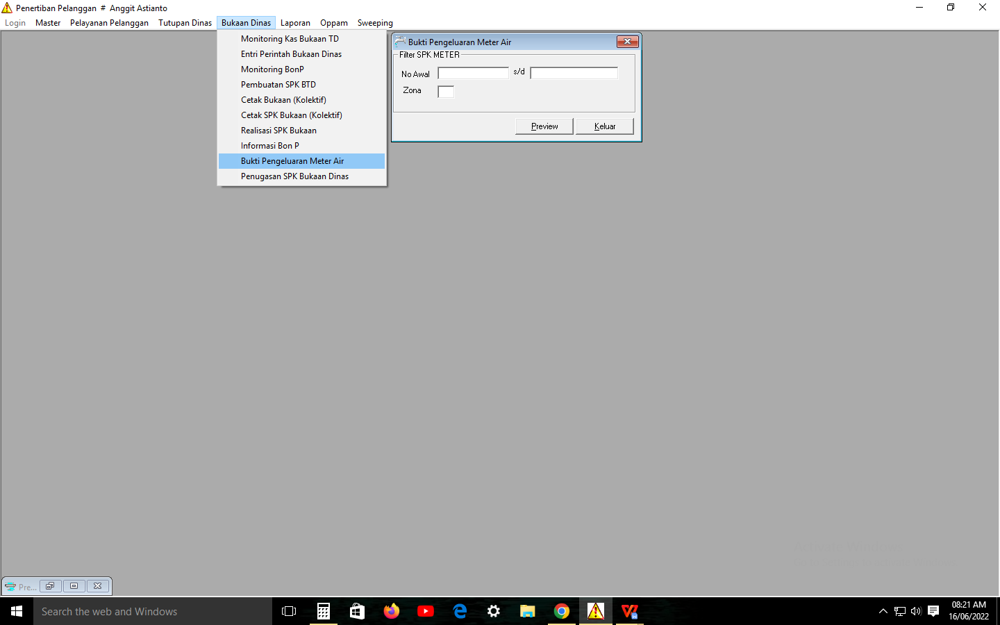 Penertiban Pelanggan # Anggit Astianto
Login Master Pelayanan Pelanggan Tutupan Dinas Bukaan Dinas Laporan Oppam Sweeping
Monitoring Kas Bukaan TD
Entri Perintah Bukaan Dinas
Monitoring BonP
Pembuatan SPK BTD
Cetak Bukaan (Kolektif)
Cetak SPK Bukaan (Kolektif)
Realisasi SPK Bukaan
Informasi Bon P
Bukti Pengeluaran Meter Air
Penugasan SPK Bukaan Dinas
Bukti Pengeluaran Meter Air
Filter SPK METER
No Awal s/d
Zona
Preview Keluar
Pre...
Search the web and Windows
08:21 AM
16/06/2022